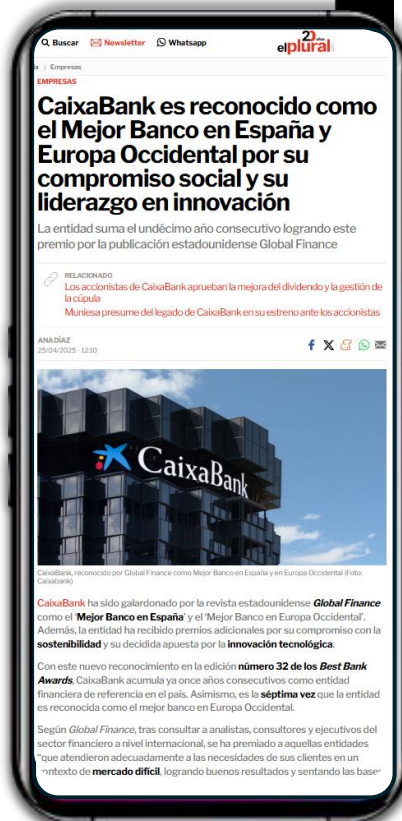 Buscar Newsletter Whatsapp 20 años
elplural
Empresas
EMPRESAS
CaixaBank es reconocido como
el Mejor Banco en España y
Europa Occidental por su
compromiso social y su
liderazgo en innovación
La entidad suma el undécimo año consecutivo logrando este
premio por la publicación estadounidense Global Finance
RELACIONADO
Los accionistas de CaixaBank aprueban la mejora del dividendo y la gestión de
la cúpula
Muniesa presume del legado de CaixaBank en su estreno ante los accionistas
ANA DÍAZ
25/04/2025 - 12:10
CaixaBank
CaixaBank, reconocido por Global Finance como Mejor Banco en España y en Europa Occidental (Foto:
Caixabank)
CaixaBank ha sido galardonado por la revista estadounidense Global Finance
como el 'Mejor Banco en España' y el 'Mejor Banco en Europa Occidental'.
Además, la entidad ha recibido premios adicionales por su compromiso con la
sostenibilidad y su decidida apuesta por la innovación tecnológica.
Con este nuevo reconocimiento en la edición número 32 de los Best Bank
Awards, CaixaBank acumula ya once años consecutivos como entidad
financiera de referencia en el país. Asimismo, es la séptima vez que la entidad
es reconocida como el mejor banco en Europa Occidental.
Según Global Finance, tras consultar a analistas, consultores y ejecutivos del
sector financiero a nivel internacional, se ha premiado a aquellas entidades
"que atendieron adecuadamente a las necesidades de sus clientes en un
contexto de mercado difícil, logrando buenos resultados y sentando las